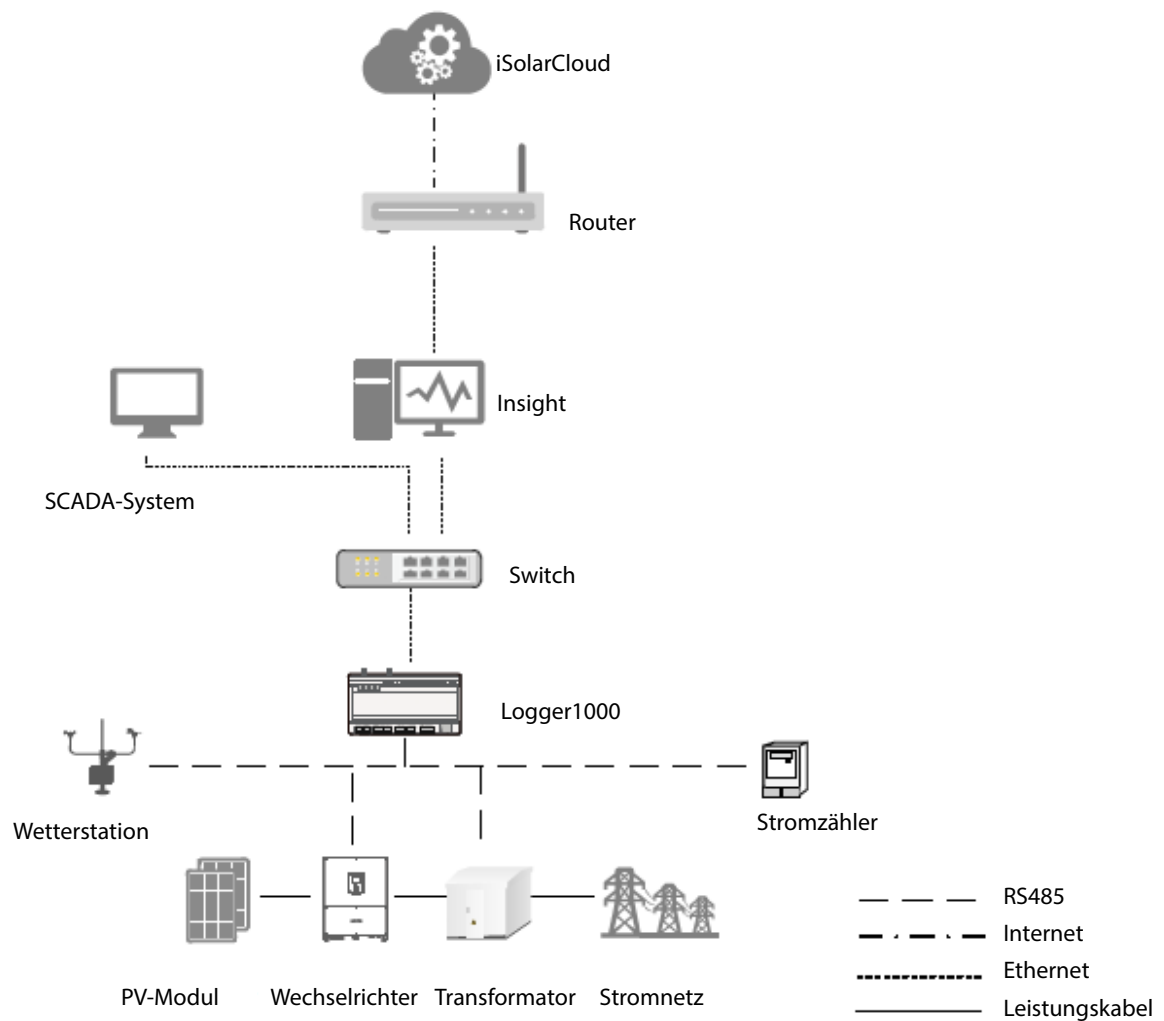 iSolarCloud
Router
Insight
SCADA-System
Switch
Logger1000
Wetterstation
Stromzähler
PV-Modul
Wechselrichter
Transformator
Stromnetz
RS485
Internet
Ethernet
Leistungskabel